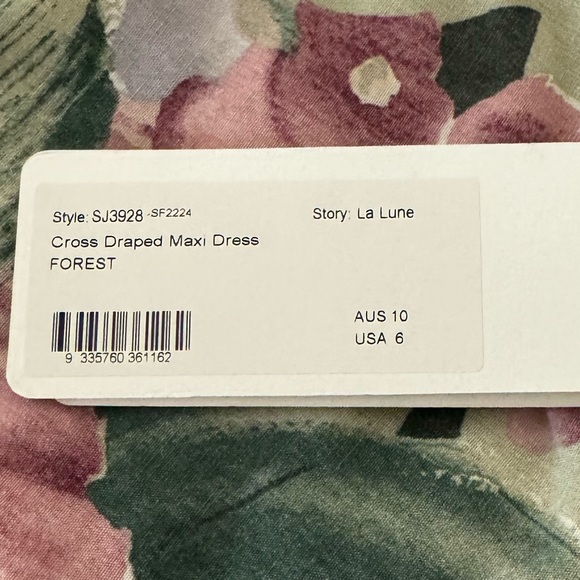 Style: SJ3928 -SF2224 Story: La Lune
Cross Draped Maxi Dress
FOREST
AUS 10
USA 6
9 335760 361162